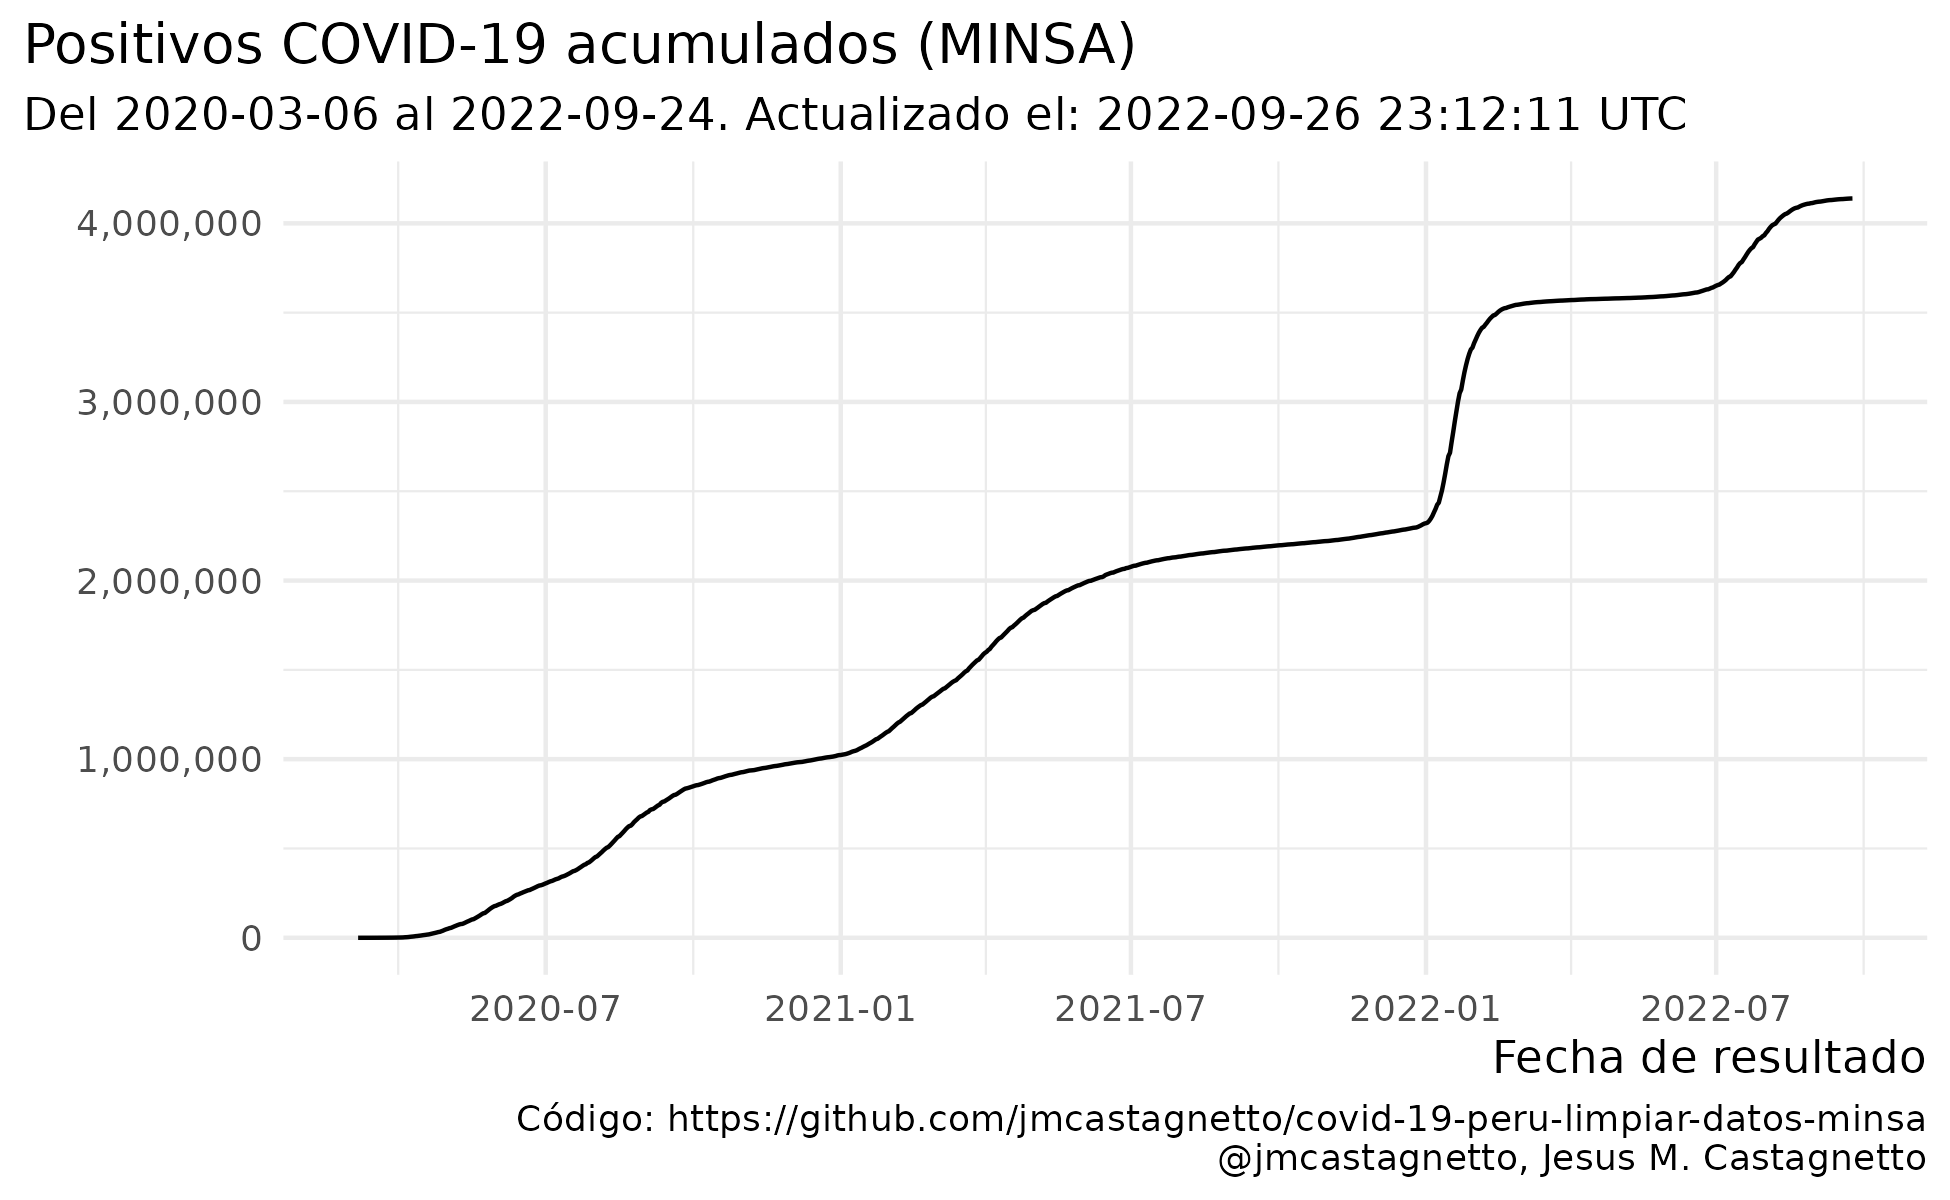 Positivos COVID-19 acumulados (MINSA)
Del 2020-03-06 al 2022-09-24. Actualizado el: 2022-09-26 23:12:11 UTC
4,000,000
3,000,000
2,000,000
1,000,000
0
2020-07 2021-01 2021-07 2022-01 2022-07
Fecha de resultado
Código: https://github.com/jmcastagnetto/covid-19-peru-limpiar-datos-minsa
@jmcastagnetto, Jesus M. Castagnetto